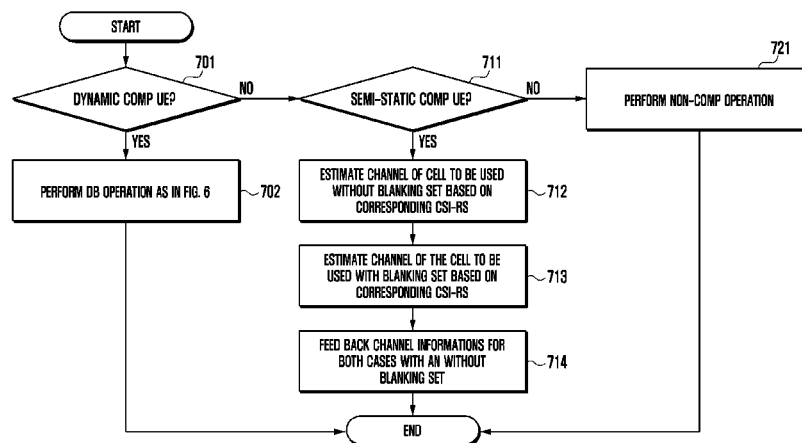 START
701
DYNAMIC COMP UE?
NO
YES
PERFORM DB OPERATION AS IN FIG. 6
702
711
SEMI-STATIC COMP UE?
NO
YES
ESTIMATE CHANNEL OF CELL TO BE USED
WITHOUT BLANKING SET BASED ON
CORRESPONDING CSI-RS
712
ESTIMATE CHANNEL OF THE CELL TO BE
USED WITH BLANKING SET BASED ON
CORRESPONDING CSI-RS
713
FEED BACK CHANNEL INFORMATIONS FOR
BOTH CASES WITH AN WITHOUT
BLANKING SET
714
721
PERFORM NON-COMP OPERATION
END